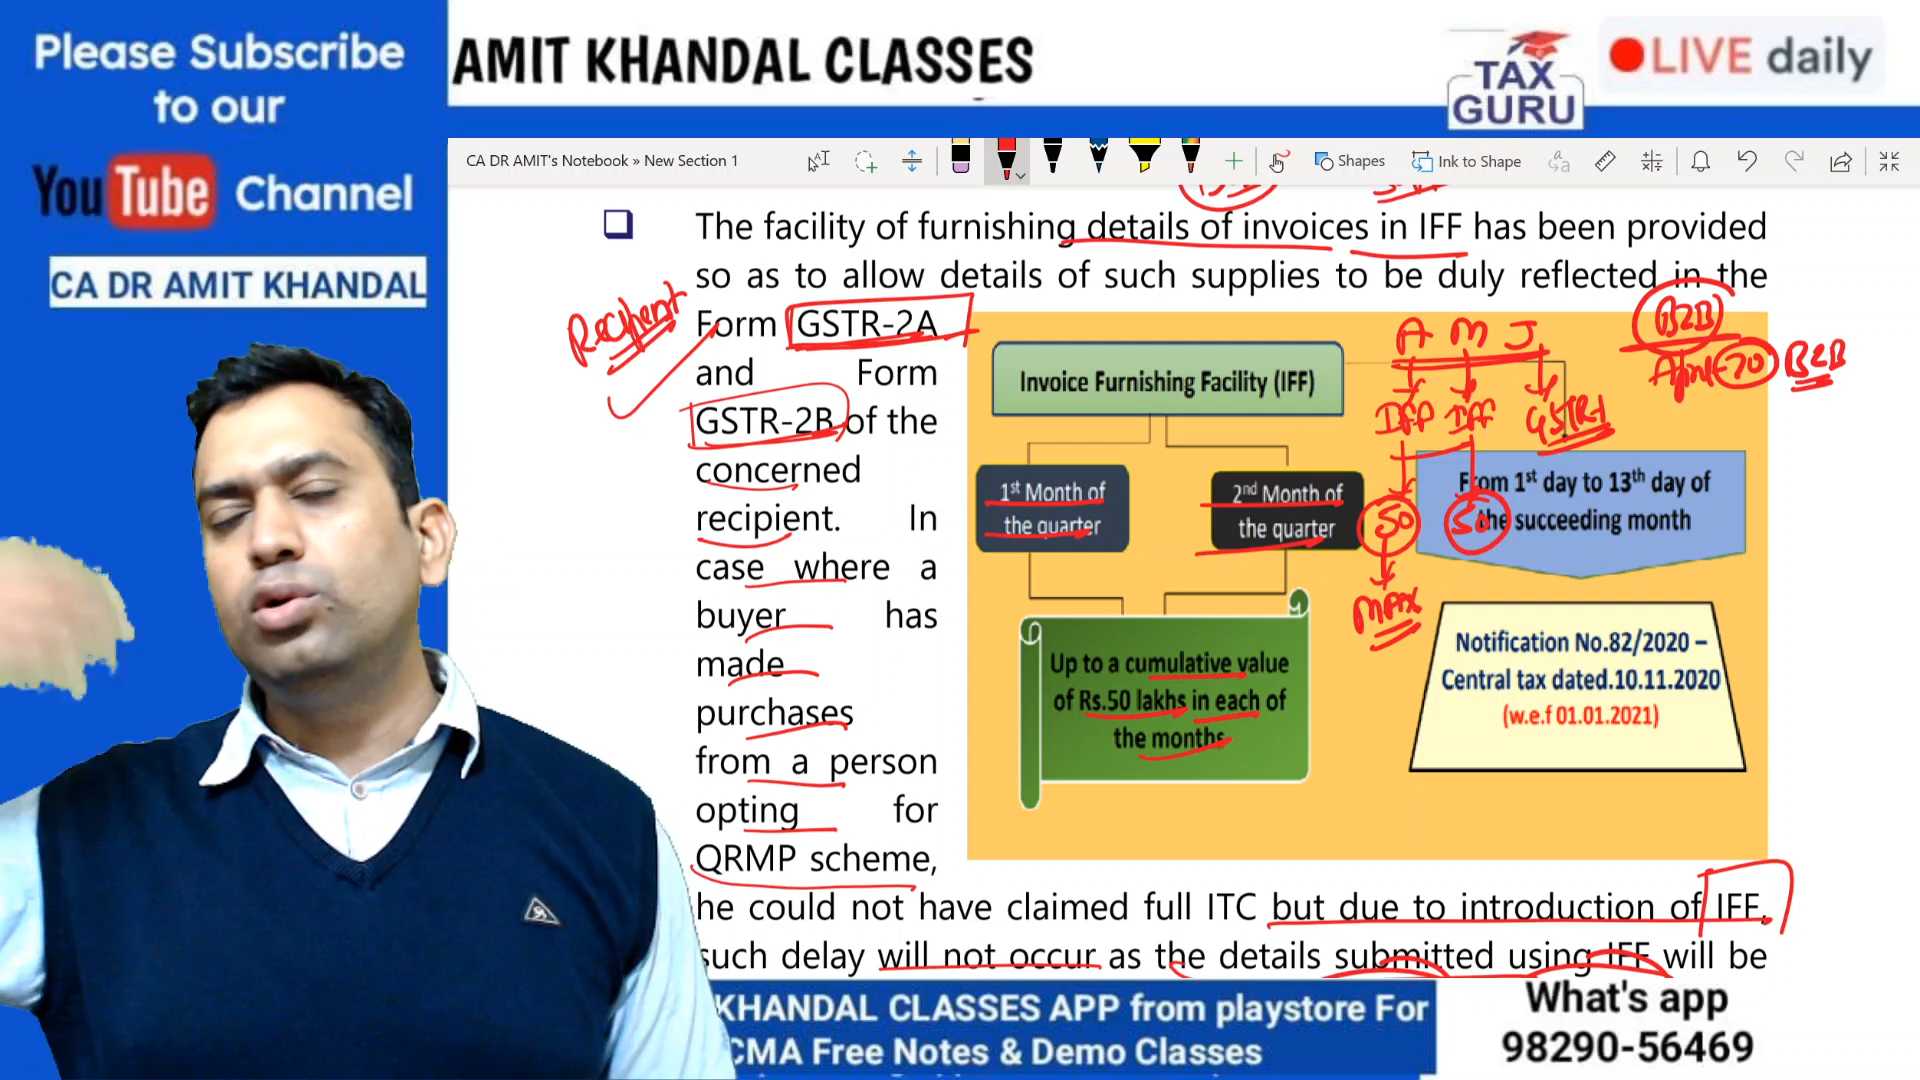 Please Subscribe
to our
YouTube Channel
CA DR AMIT KHANDAL
AMIT KHANDAL CLASSES
TAX
GURU
LIVE daily
CA DR AMIT's Notebook » New Section 1
Shapes
Ink to Shape
The facility of furnishing details of invoices in IFF has been provided
so as to allow details of such supplies to be duly reflected in the
Form GSTR-2A
and Form
GSTR-2B of the
concerned
recipient. In
case where a
buyer has
made
purchases
from a person
opting for
QRMP scheme,
he could not have claimed full ITC but due to introduction of IFF,
such delay will not occur as the details submitted using IFF will be
Recipient
Invoice Furnishing Facility (IFF)
1st Month of
the quarter
2nd Month of
the quarter
From 1st day to 13th day of
the succeeding month
Up to a cumulative value
of Rs.50 lakhs in each of
the months
Notification No.82/2020 –
Central tax dated.10.11.2020
(w.e.f 01.01.2021)
A M J
IFF IFF GSTR-1
50 50
MAX
B2B
April-70 B2B
KHANDAL CLASSES APP from playstore For
CMA Free Notes & Demo Classes
What's app
98290-56469